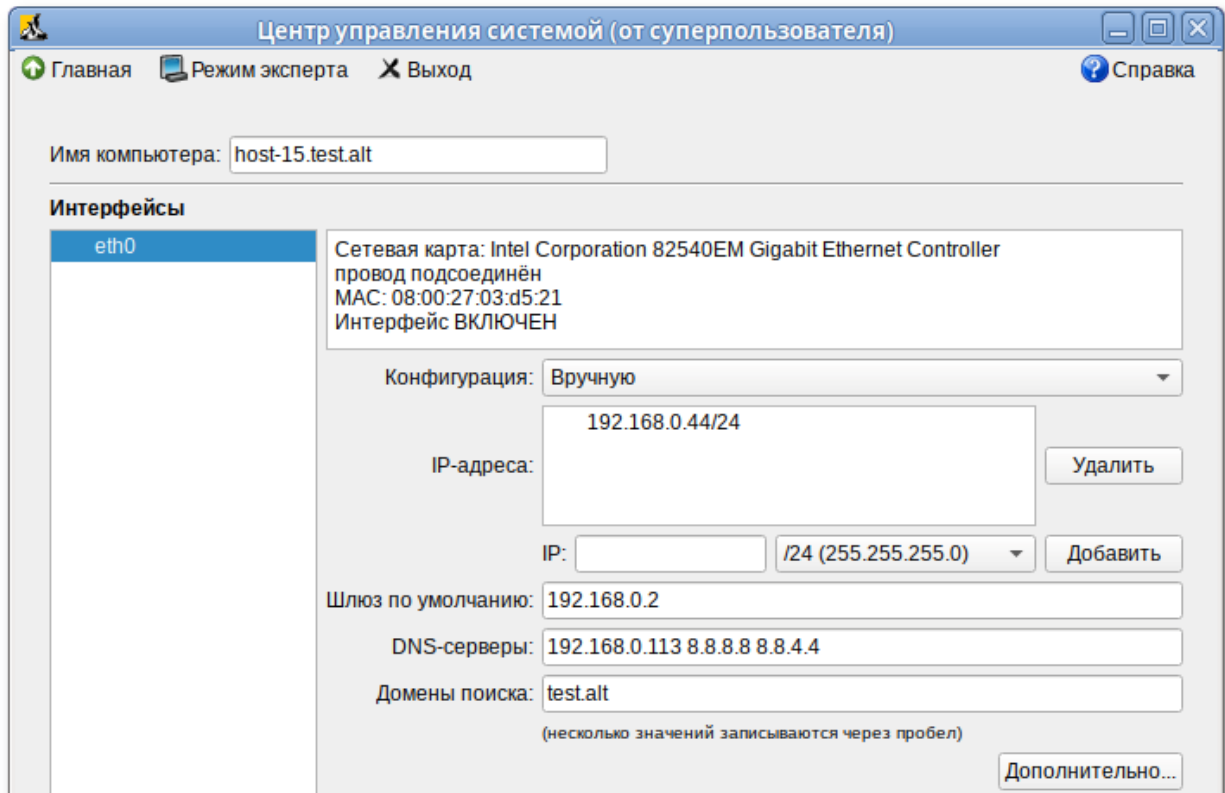 Центр управления системой (от суперпользователя)
Главная Режим эксперта Выход Справка
Имя компьютера: host-15.test.alt
Интерфейсы
eth0
Сетевая карта: Intel Corporation 82540EM Gigabit Ethernet Controller
провод подсоединён
MAC: 08:00:27:03:d5:21
Интерфейс ВКЛЮЧЕН
Конфигурация: Вручную
192.168.0.44/24
IP-адреса: Удалить
IP: /24 (255.255.255.0) Добавить
Шлюз по умолчанию: 192.168.0.2
DNS-серверы: 192.168.0.113 8.8.8.8 8.8.4.4
Домены поиска: test.alt
(несколько значений записываются через пробел)
Дополнительно...